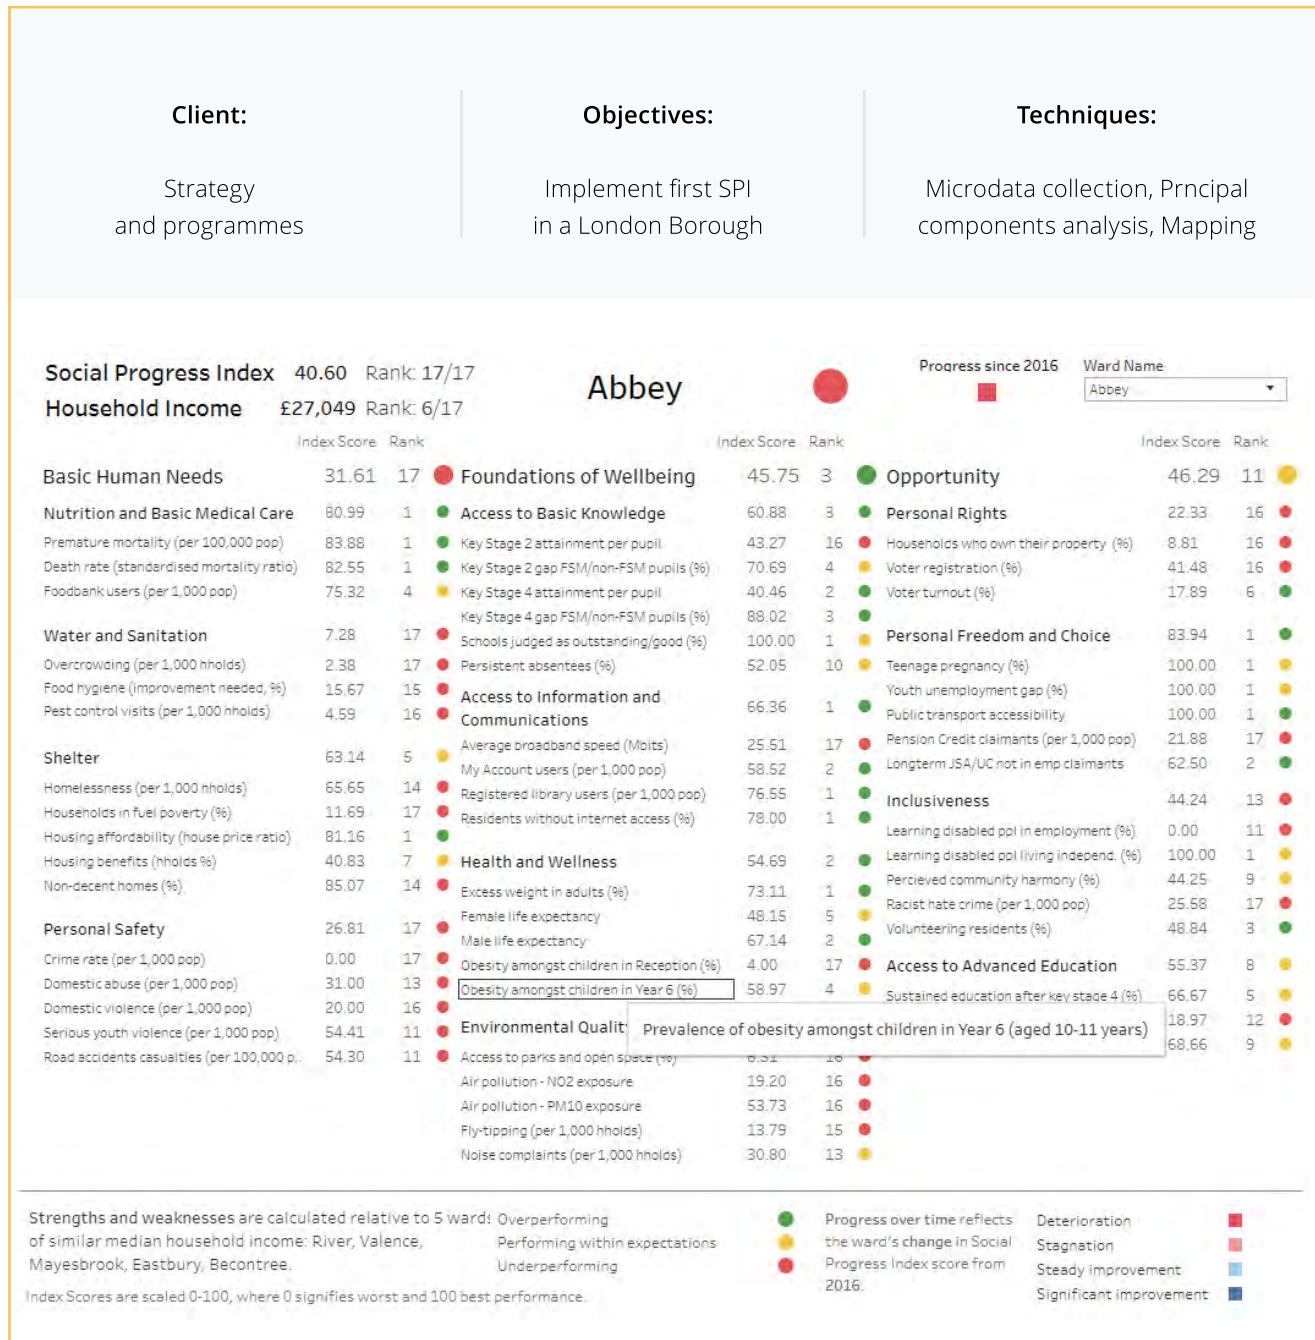 Client:
Strategy
and programmes
Objectives:
Implement first SPI
in a London Borough
Techniques:
Microdata collection, Prncipal
components analysis, Mapping
Social Progress Index 40.60 Rank: 17/17
Household Income £27,049 Rank: 6/17
Abbey
Progress since 2016
Ward Name
Abbey
Index Score Rank
Basic Human Needs 31.61 17
Nutrition and Basic Medical Care 80.99 1
Premature mortality (per 100,000 pop) 83.88 1
Death rate (standardised mortality ratio) 82.55 1
Foodbank users (per 1,000 pop) 75.32 4
Water and Sanitation 7.28 17
Overcrowding (per 1,000 hholds) 2.38 17
Food hygiene (improvement needed, %) 15.67 15
Pest control visits (per 1,000 hholds) 4.59 16
Shelter 63.14 5
Homelessness (per 1,000 hholds) 65.65 14
Households in fuel poverty (%) 11.69 17
Housing affordability (house price ratio) 81.16 1
Housing benefits (hholds %) 40.83 7
Non-decent homes (%) 85.07 14
Personal Safety 26.81 17
Crime rate (per 1,000 pop) 0.00 17
Domestic abuse (per 1,000 pop) 31.00 13
Domestic violence (per 1,000 pop) 20.00 16
Serious youth violence (per 1,000 pop) 54.41 11
Road accidents casualties (per 100,000 p.. 54.30 11
Index Score Rank
Foundations of Wellbeing 45.75 3
Access to Basic Knowledge 60.88 3
Key Stage 2 attainment per pupil 43.27 16
Key Stage 2 gap FSM/non-FSM pupils (%) 70.69 4
Key Stage 4 attainment per pupil 40.46 2
Key Stage 4 gap FSM/non-FSM pupils (%) 88.02 3
Schools judged as outstanding/good (%) 100.00 1
Persistent absentees (%) 52.05 10
Access to Information and
Communications 66.36 1
Average broadband speed (Mbits) 25.51 17
My Account users (per 1,000 pop) 58.52 2
Registered library users (per 1,000 pop) 76.55 1
Residents without internet access (%) 78.00 1
Health and Wellness 54.69 2
Excess weight in adults (%) 73.11 1
Female life expectancy 48.15 5
Male life expectancy 67.14 2
Obesity amongst children in Reception (%) 4.00 17
Obesity amongst children in Year 6 (%) 58.97 4
Environmental Quality
Prevalence of obesity amongst children in Year 6 (aged 10-11 years)
Access to parks and open space (%) 6.31 16
Air pollution - NO2 exposure 19.20 16
Air pollution - PM10 exposure 53.73 16
Fly-tipping (per 1,000 hholds) 13.79 15
Noise complaints (per 1,000 hholds) 30.80 13
Index Score Rank
Opportunity 46.29 11
Personal Rights 22.33 16
Households who own their property (%) 8.81 16
Voter registration (%) 41.48 16
Voter turnout (%) 17.89 6
Personal Freedom and Choice 83.94 1
Teenage pregnancy (%) 100.00 1
Youth unemployment gap (%) 100.00 1
Public transport accessibility 100.00 1
Pension Credit claimants (per 1,000 pop) 21.88 17
Longterm JSA/UC not in emp claimants 62.50 2
Inclusiveness 44.24 13
Learning disabled ppl in employment (%) 0.00 11
Learning disabled ppl living independ. (%) 100.00 1
Percieved community harmony (%) 44.25 9
Racist hate crime (per 1,000 pop) 25.58 17
Volunteering residents (%) 48.84 3
Access to Advanced Education 55.37 8
Sustained education after key stage 4 (%) 66.67 5
18.97 12
68.66 9
Strengths and weaknesses are calculated relative to 5 wards
of similar median household income: River, Valence,
Mayesbrook, Eastbury, Becontree.
Index Scores are scaled 0-100, where 0 signifies worst and 100 best performance.
Overperforming
Performing within expectations
Underperforming
Progress over time reflects
the ward's change in Social
Progress Index score from
2016.
Deterioration
Stagnation
Steady improvement
Significant improvement